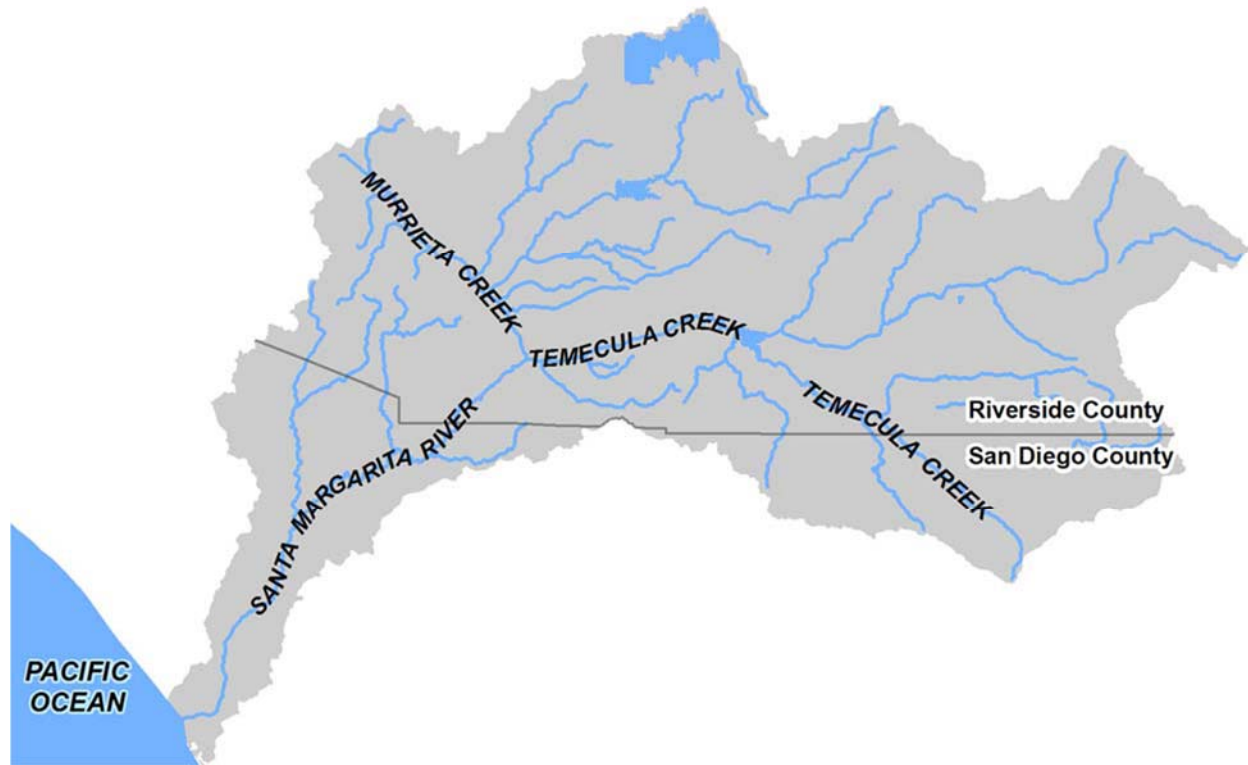 MURRIETA CREEK
TEMECULA CREEK
TEMECULA CREEK
Riverside County
San Diego County
SANTA MARGARITA RIVER
PACIFIC
OCEAN